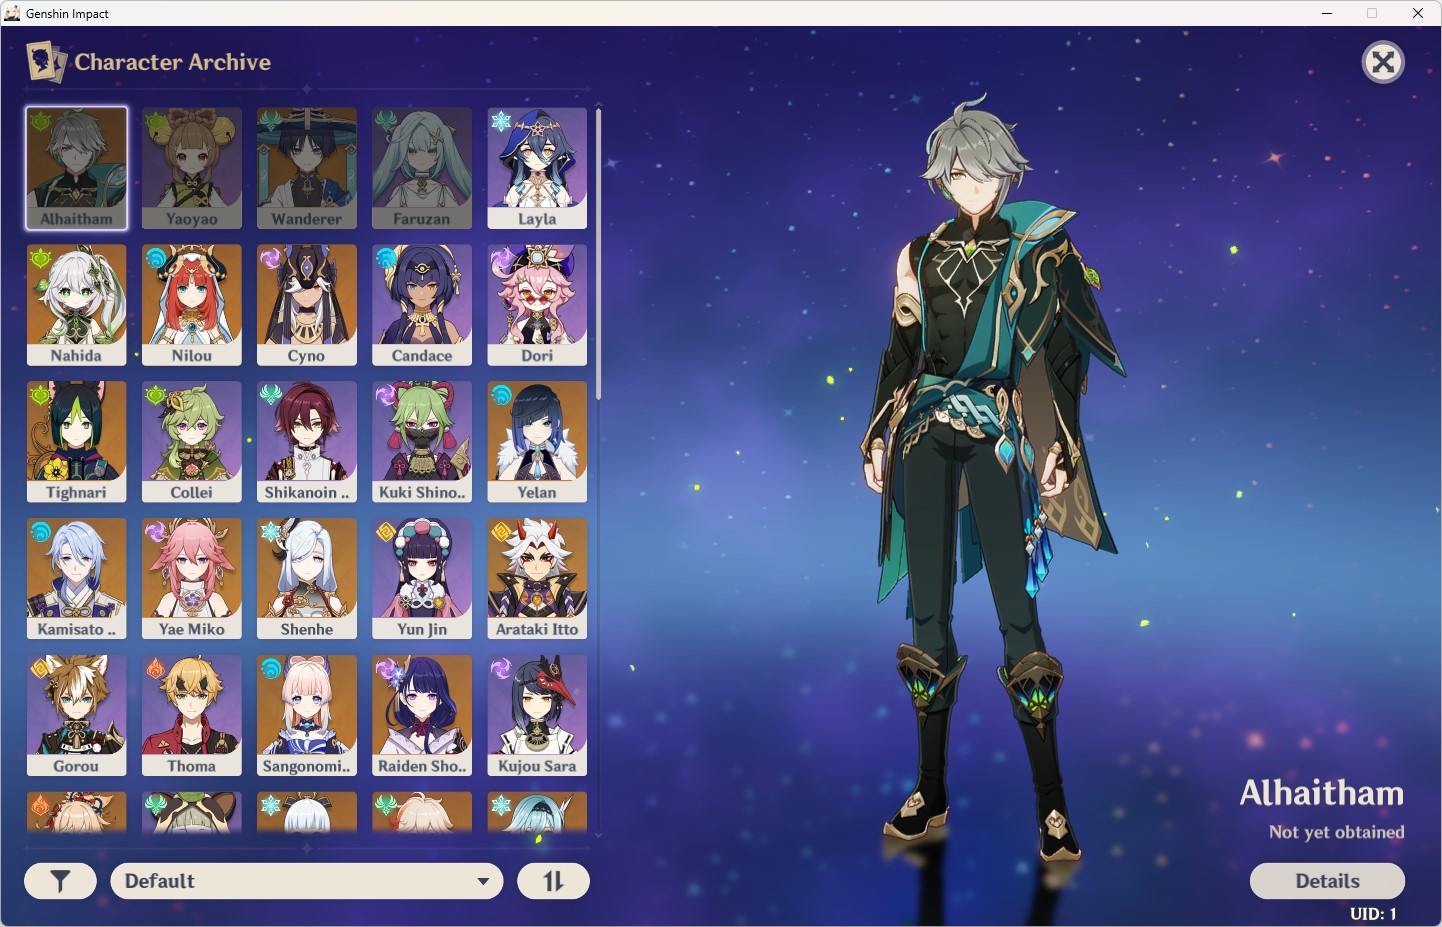 Genshin Impact
Character Archive
Alhaitham
Yaoyao
Wanderer
Faruzan
Layla
Nahida
Nilou
Cyno
Candace
Dori
Tighnari
Collei
Shikanoin ..
Kuki Shino..
Yelan
Kamisato ..
Yae Miko
Shenhe
Yun Jin
Arataki Itto
Gorou
Thoma
Sangonomi..
Raiden Sho..
Kujou Sara
Default
Alhaitham
Not yet obtained
Details
UID: 1